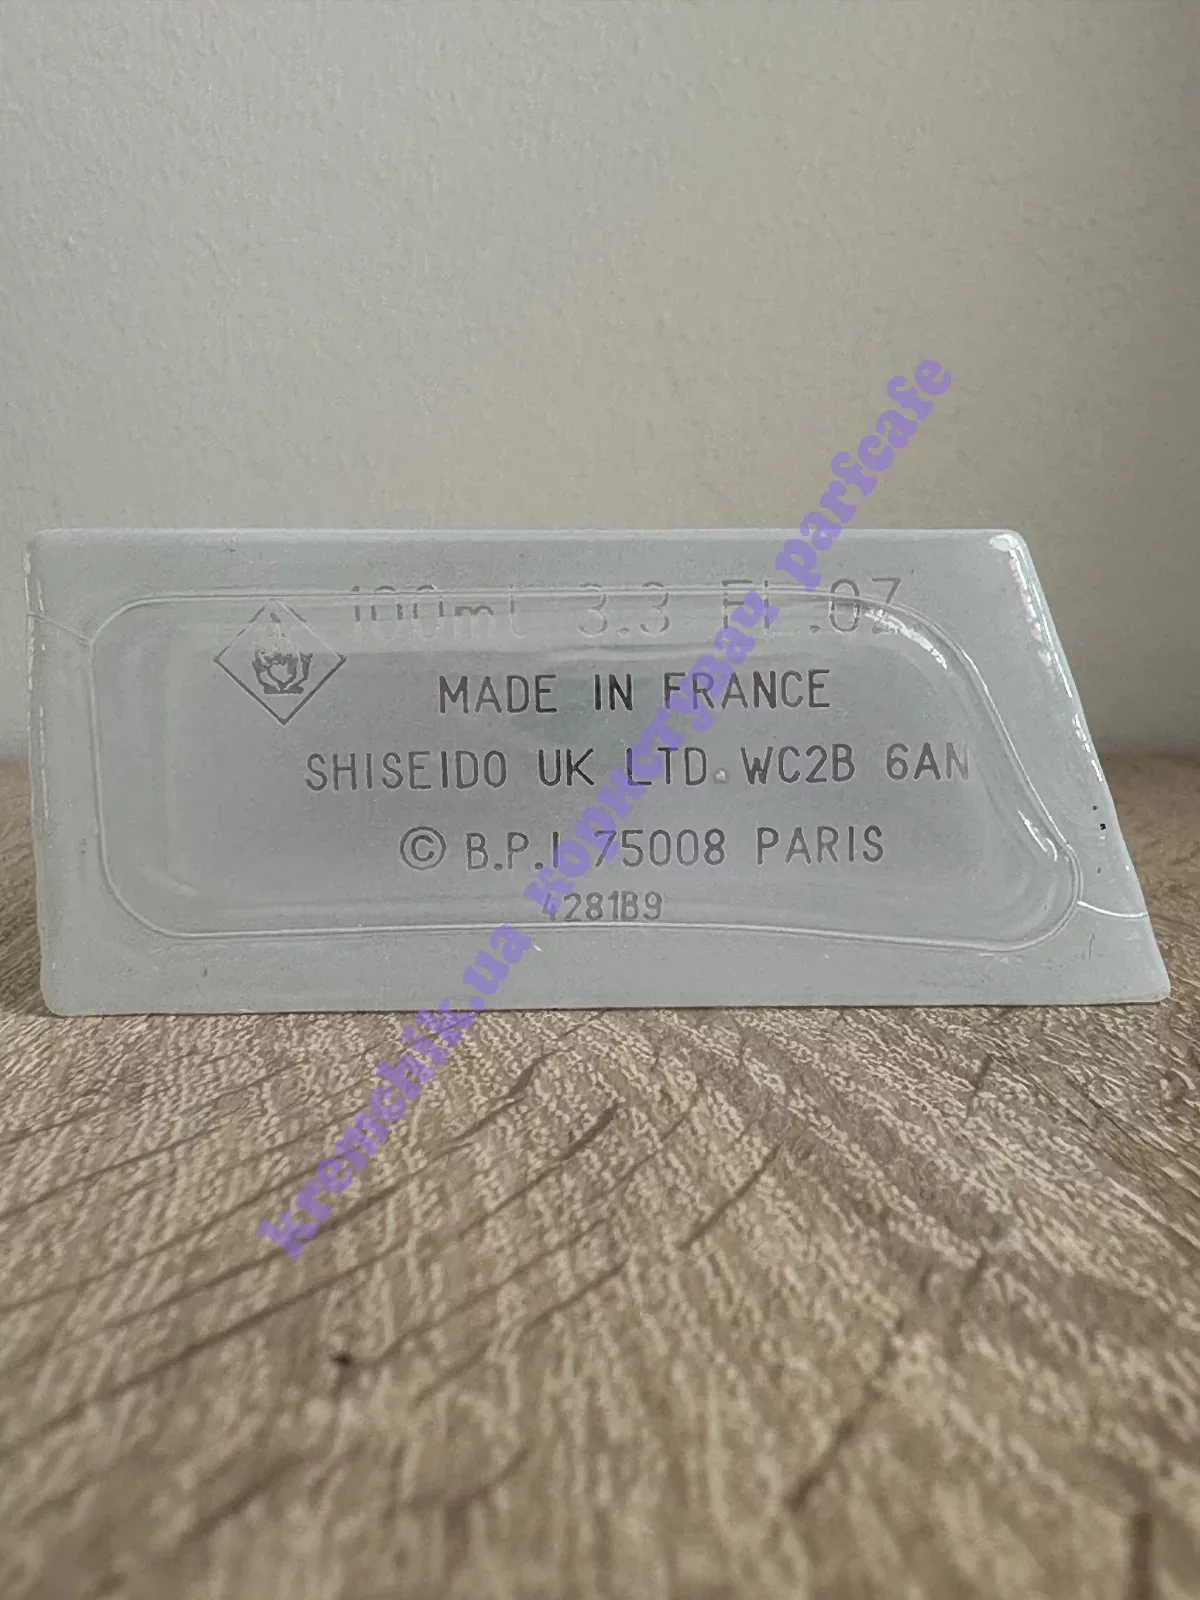 100ml 3.3 Fl.OZ.
MADE IN FRANCE
SHISEIDO UK LTD. WC2B 6AN
© B.P.I 75008 PARIS
4281B9
kremchik.ua користувач parfcafe